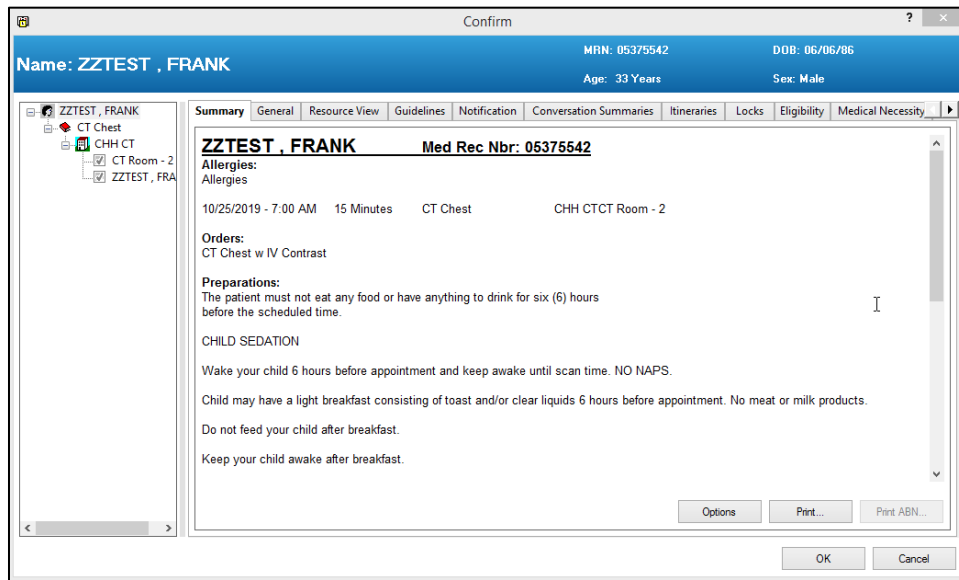 Confirm
?
Name: ZZTEST , FRANK
MRN: 05375542
DOB: 06/06/86
Age: 33 Years
Sex: Male
ZZTEST , FRANK
CT Chest
CHH CT
CT Room - 2
ZZTEST , FRA
Summary General Resource View Guidelines Notification Conversation Summaries Itineraries Locks Eligibility Medical Necessity
ZZTEST , FRANK Med Rec Nbr: 05375542
Allergies:
Allergies
10/25/2019 - 7:00 AM 15 Minutes CT Chest CHH CTCT Room - 2
Orders:
CT Chest w IV Contrast
Preparations:
The patient must not eat any food or have anything to drink for six (6) hours
before the scheduled time.
CHILD SEDATION
Wake your child 6 hours before appointment and keep awake until scan time. NO NAPS.
Child may have a light breakfast consisting of toast and/or clear liquids 6 hours before appointment. No meat or milk products.
Do not feed your child after breakfast.
Keep your child awake after breakfast.
Options Print... Print ABN...
OK Cancel